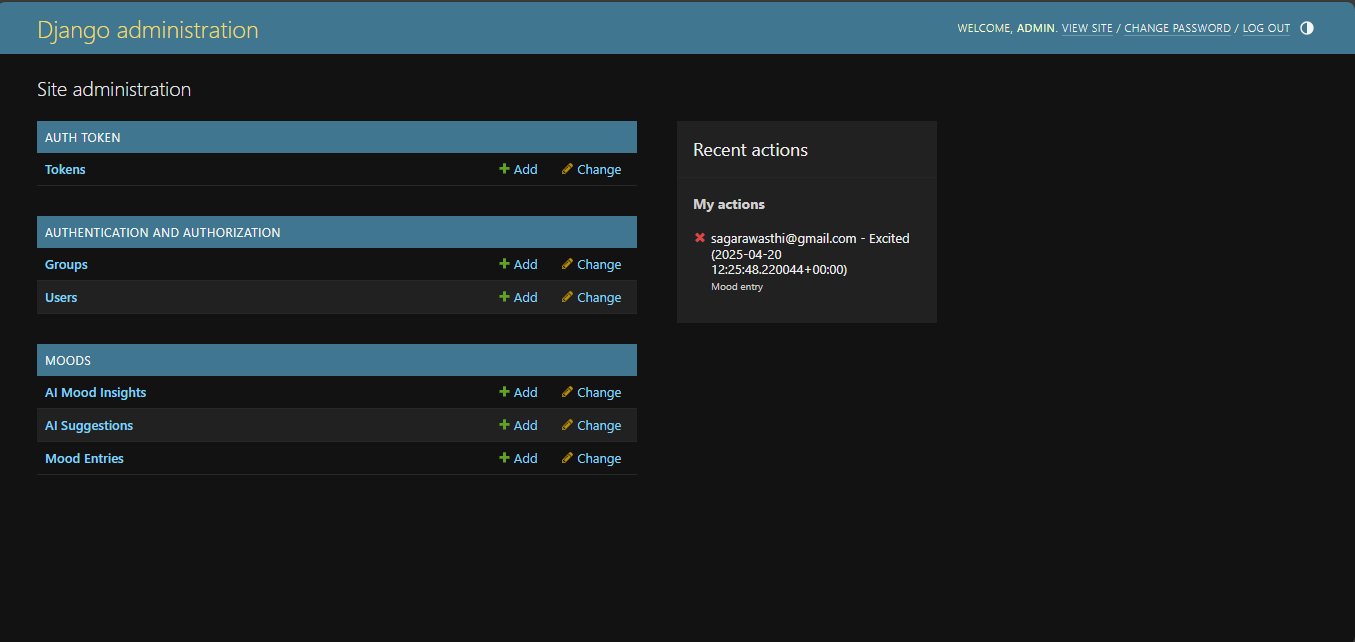 Django administration
WELCOME, ADMIN. VIEW SITE / CHANGE PASSWORD / LOG OUT
Site administration
AUTH TOKEN
Tokens Add Change
AUTHENTICATION AND AUTHORIZATION
Groups Add Change
Users Add Change
MOODS
AI Mood Insights Add Change
AI Suggestions Add Change
Mood Entries Add Change
Recent actions
My actions
sagarawasthi@gmail.com - Excited
(2025-04-20
12:25:48.220044+00:00)
Mood entry